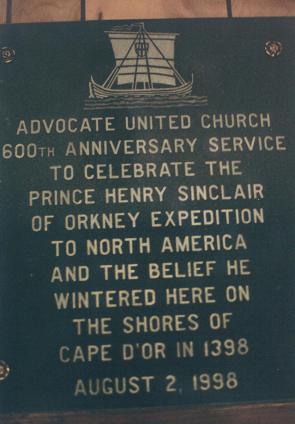 ADVOCATE UNITED CHURCH
600TH ANNIVERSARY SERVICE
TO CELEBRATE THE
PRINCE HENRY SINCLAIR
OF ORKNEY EXPEDITION
TO NORTH AMERICA
AND THE BELIEF HE
WINTERED HERE ON
THE SHORES OF
CAPE D'OR IN 1398
AUGUST 2, 1998